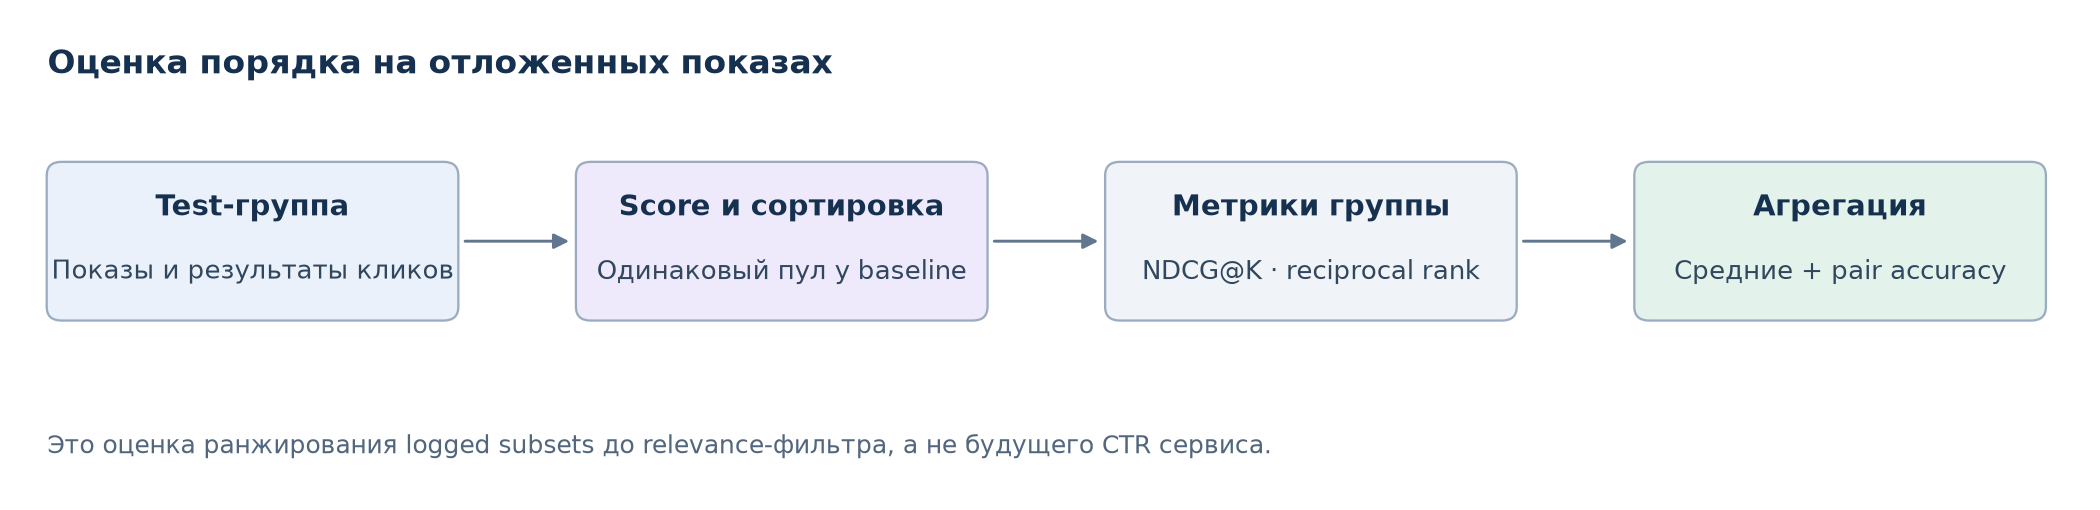 Оценка порядка на отложенных показах
Test-группа
Показы и результаты кликов
Score и сортировка
Одинаковый пул у baseline
Метрики группы
NDCG@K · reciprocal rank
Агрегация
Средние + pair accuracy
Это оценка ранжирования logged subsets до relevance-фильтра, а не будущего CTR сервиса.